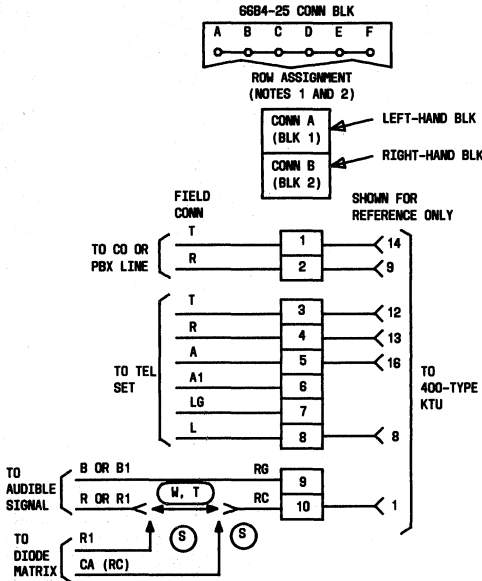 66B4-25 CONN BLK
A B C D E F
ROW ASSIGNMENT
(NOTES 1 AND 2)
CONN A
(BLK 1)
LEFT-HAND BLK
CONN B
(BLK 2)
RIGHT-HAND BLK
FIELD
CONN
SHOWN FOR
REFERENCE ONLY
TO CO OR
PBX LINE
T 1 14
R 2 9
TO TEL
SET
T 3 12
R 4 13
A 5 16
A1 6
LG 7
L 8 8
TO
400-TYPE
KTU
TO
AUDIBLE
SIGNAL
B OR B1 RG 9
W, T
R OR R1 RC 10 1
S S
TO
DIODE
MATRIX
R1
CA (RC)